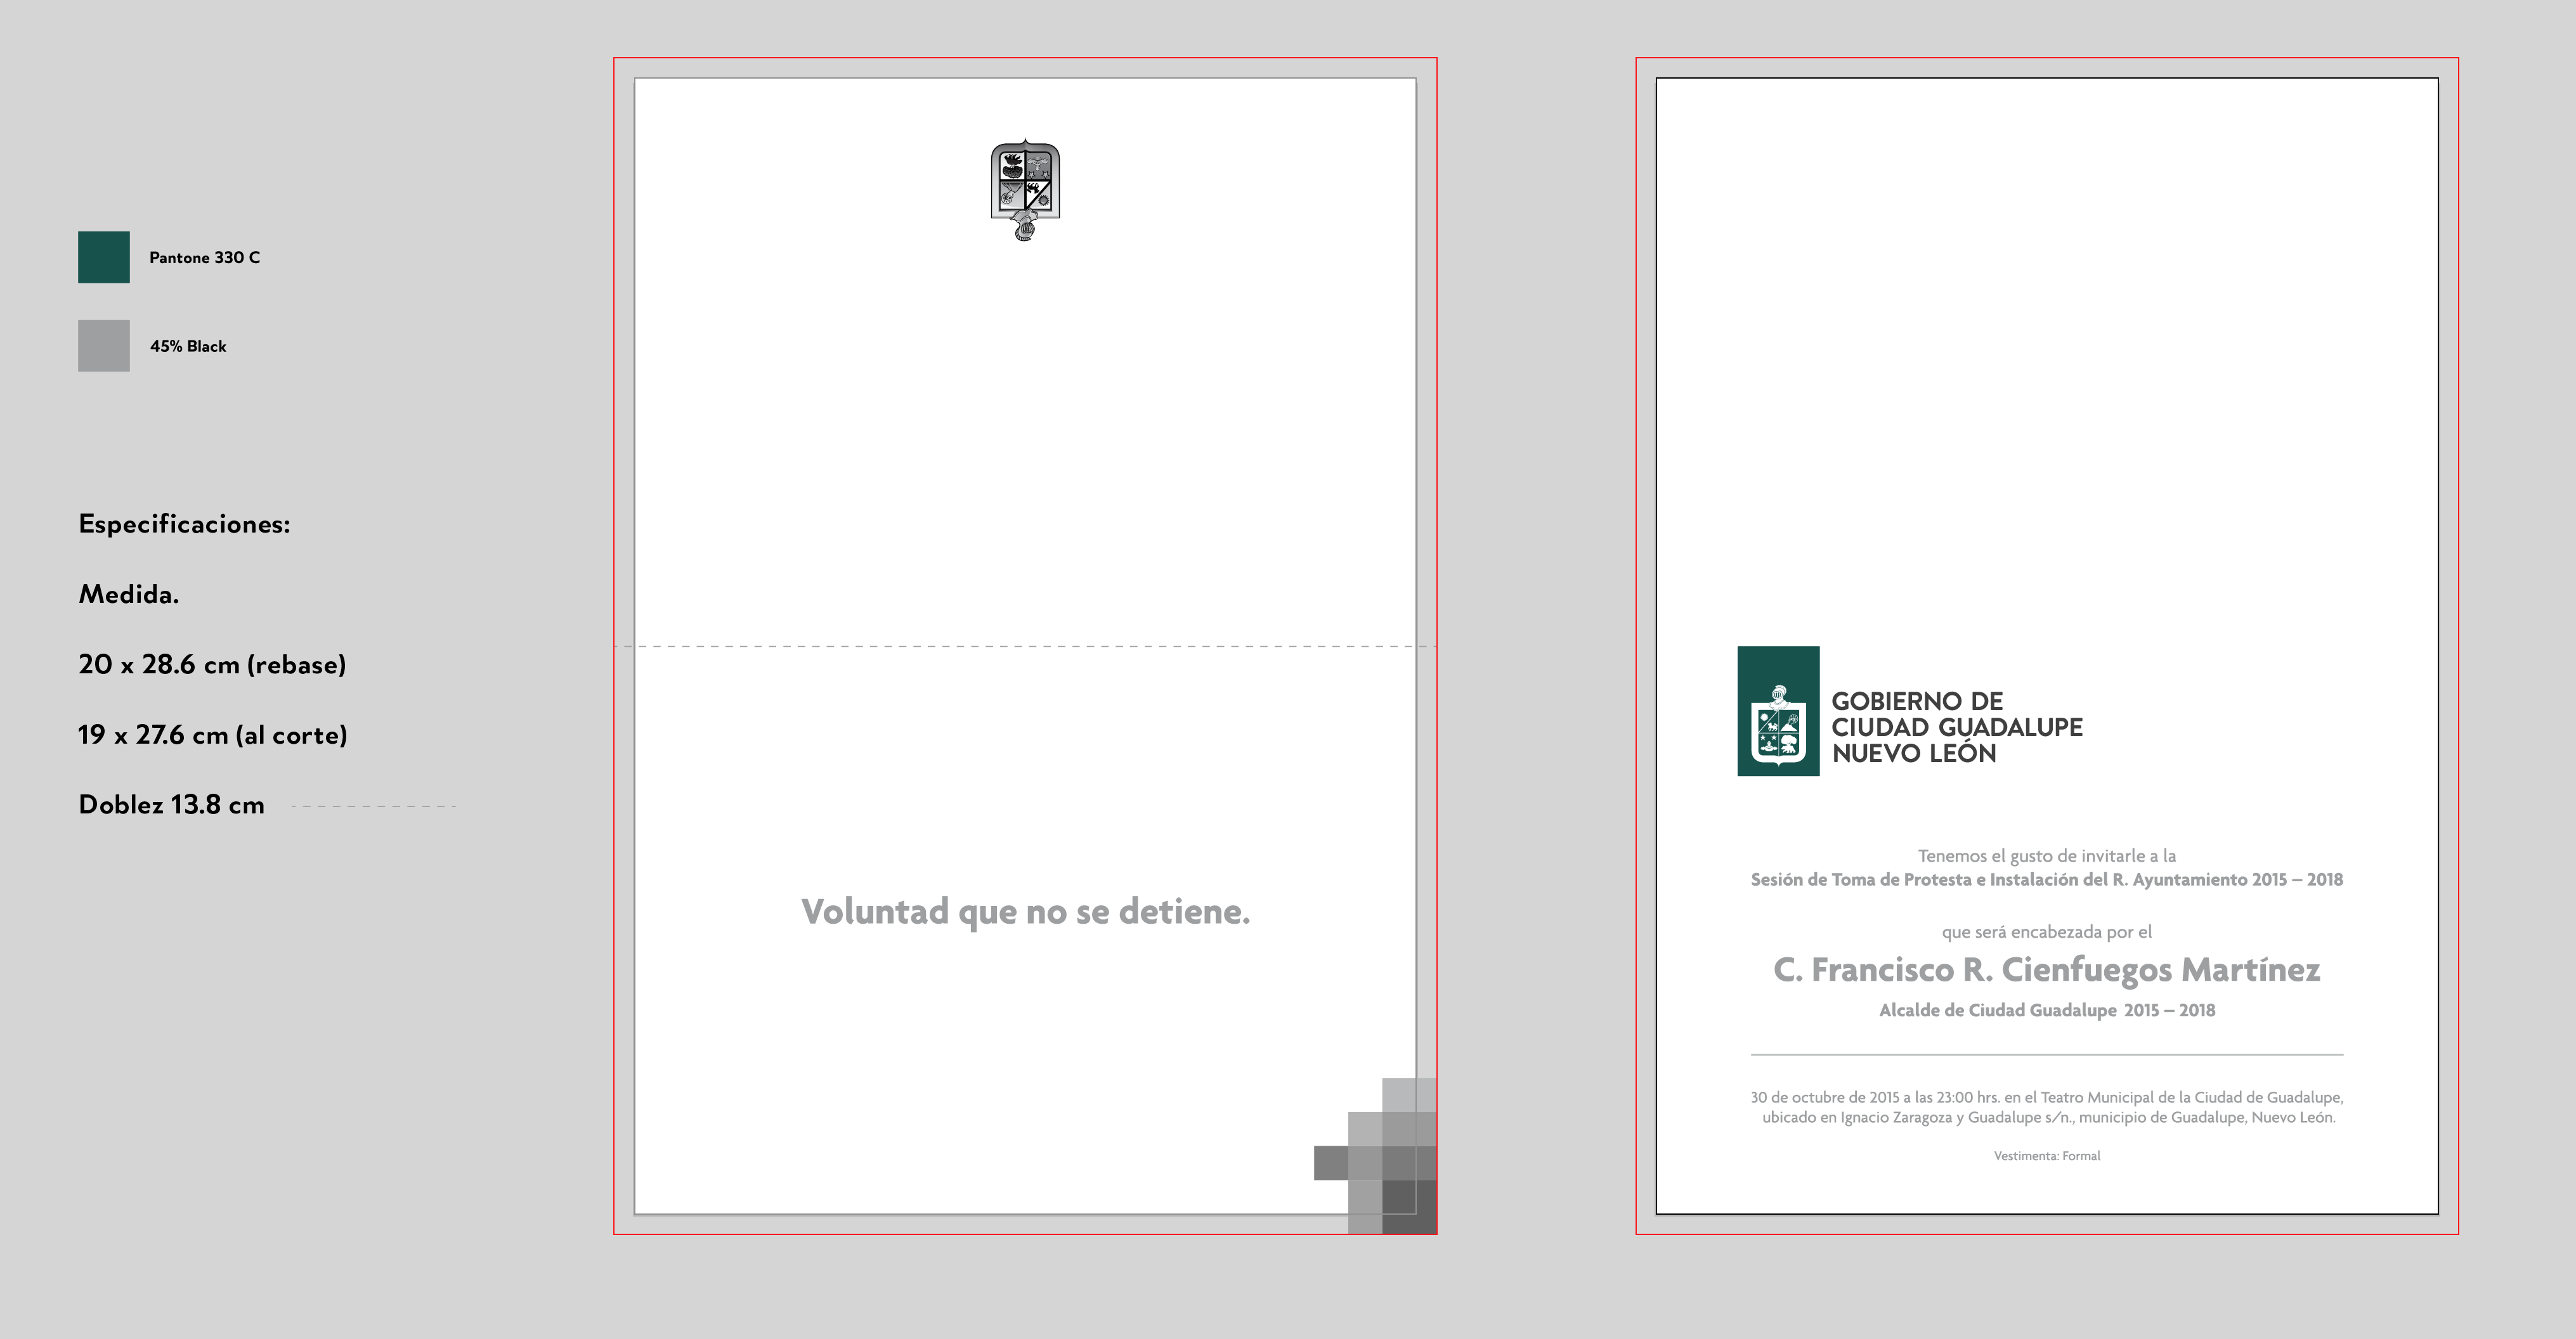 Pantone 330 C
45% Black
Especificaciones:
Medida.
20 x 28.6 cm (rebase)
19 x 27.6 cm (al corte)
Doblez 13.8 cm
Voluntad que no se detiene.
GOBIERNO DE
CIUDAD GUADALUPE
NUEVO LEÓN
Tenemos el gusto de invitarle a la
Sesión de Toma de Protesta e Instalación del R. Ayuntamiento 2015 – 2018
que será encabezada por el
C. Francisco R. Cienfuegos Martínez
Alcalde de Ciudad Guadalupe 2015 – 2018
30 de octubre de 2015 a las 23:00 hrs. en el Teatro Municipal de la Ciudad de Guadalupe,
ubicado en Ignacio Zaragoza y Guadalupe s/n., municipio de Guadalupe, Nuevo León.
Vestimenta: Formal